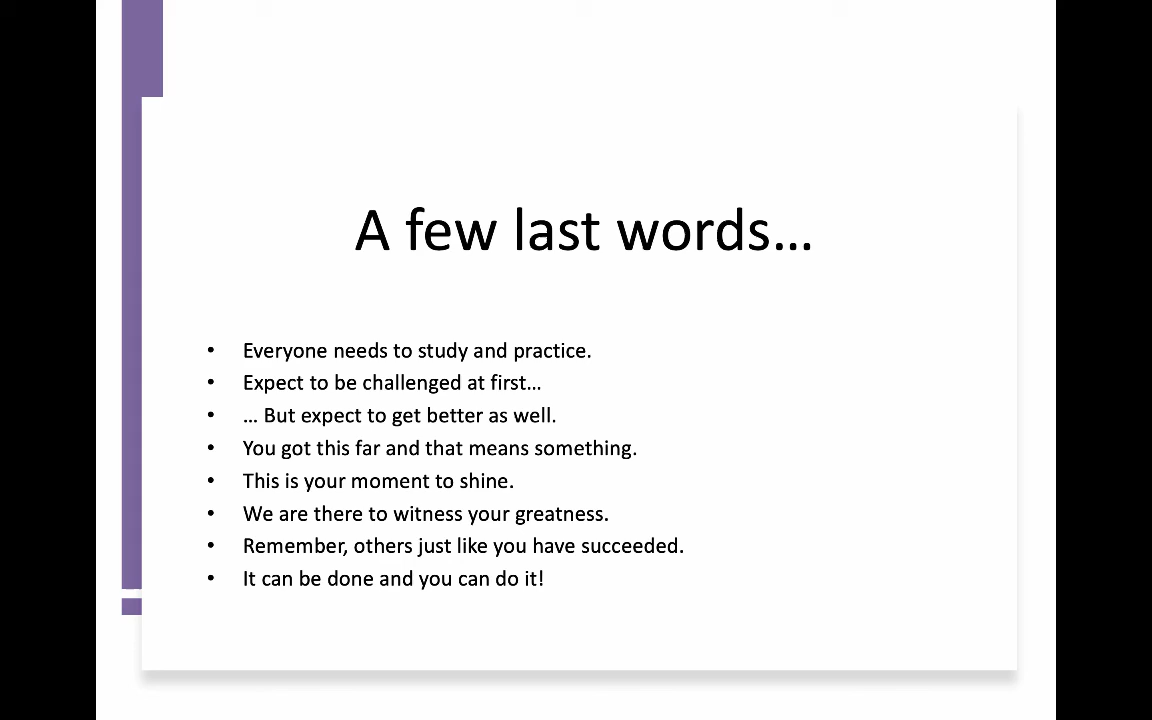 A few last words...
• Everyone needs to study and practice.
• Expect to be challenged at first...
• ... But expect to get better as well.
• You got this far and that means something.
• This is your moment to shine.
• We are there to witness your greatness.
• Remember, others just like you have succeeded.
• It can be done and you can do it!